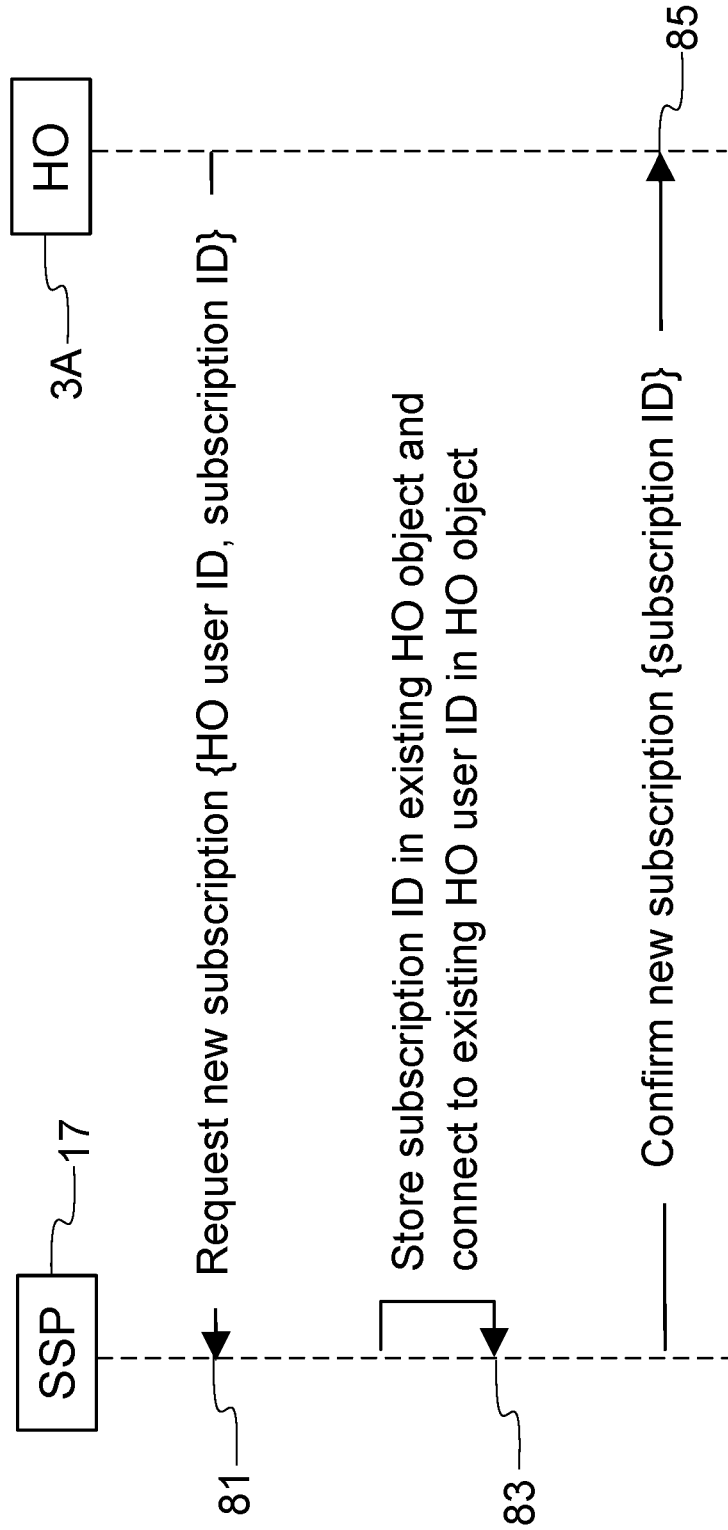 SSP
17
HO
3A
Request new subscription {HO user ID, subscription ID}
81
Store subscription ID in existing HO object and
connect to existing HO user ID in HO object
83
Confirm new subscription {subscription ID}
85